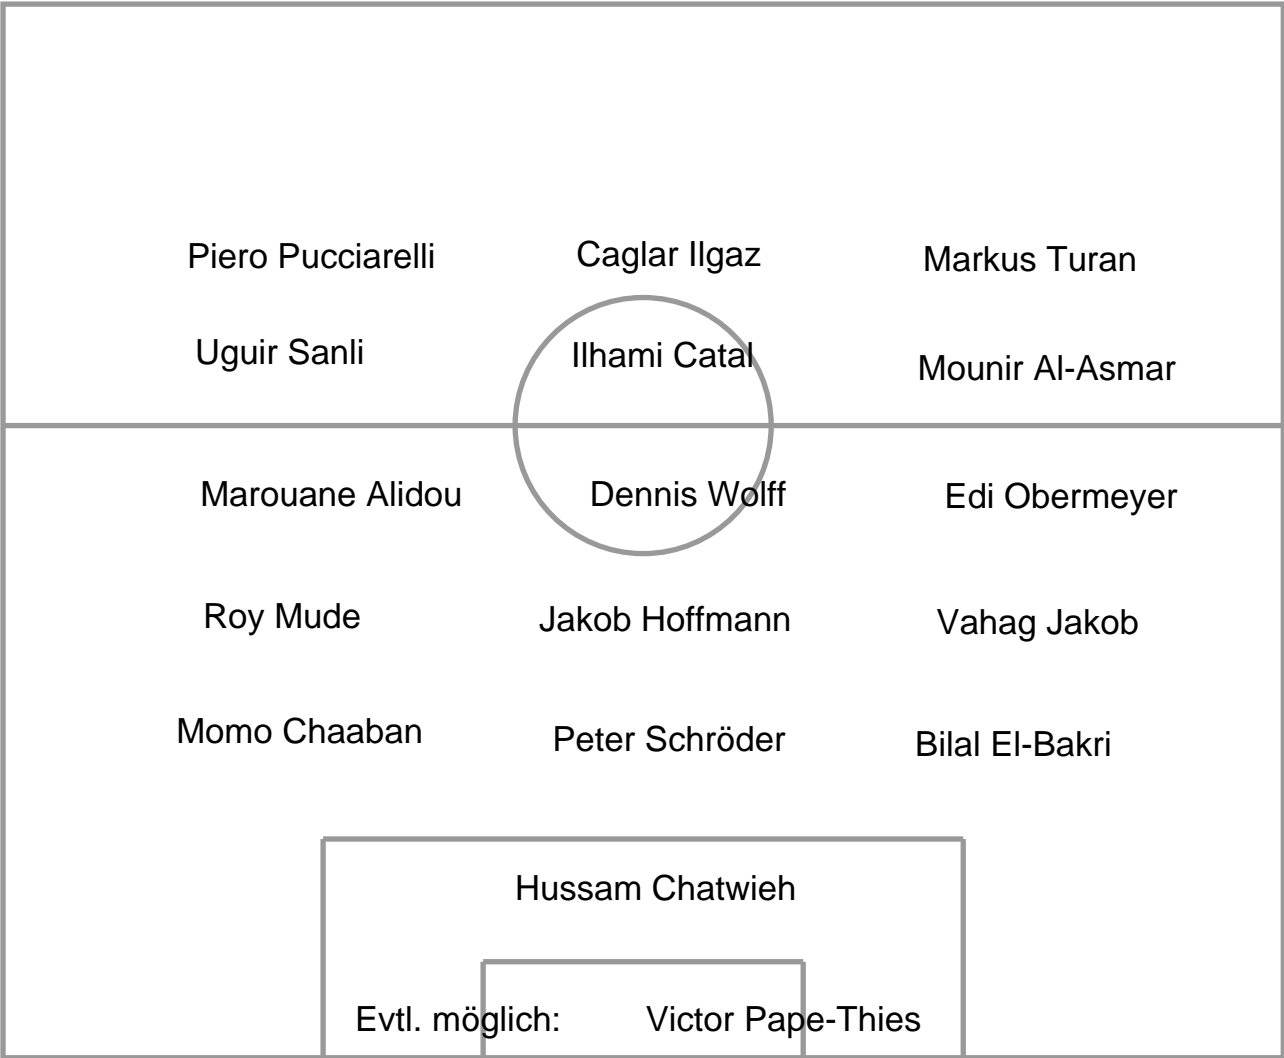 Piero Pucciarelli Caglar Ilgaz Markus Turan
Uguir Sanli Ilhami Catal Mounir Al-Asmar
Marouane Alidou Dennis Wolff Edi Obermeyer
Roy Mude Jakob Hoffmann Vahag Jakob
Momo Chaaban Peter Schröder Bilal El-Bakri
Hussam Chatwieh
Evtl. möglich: Victor Pape-Thies